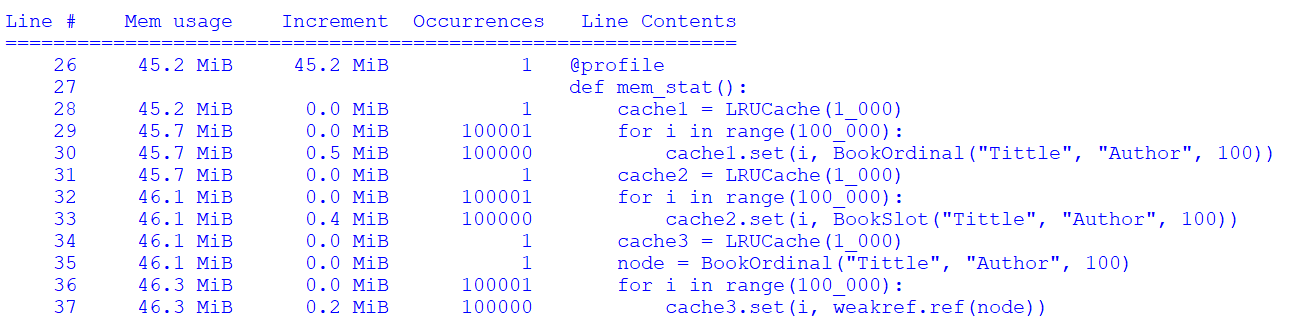 Line #    Mem usage    Increment  Occurrences   Line Contents
=============================================================
    26     45.2 MiB     45.2 MiB           1   @profile
    27                                         def mem_stat():
    28     45.2 MiB      0.0 MiB           1       cache1 = LRUCache(1_000)
    29     45.7 MiB      0.0 MiB      100001       for i in range(100_000):
    30     45.7 MiB      0.5 MiB      100000           cache1.set(i, BookOrdinal("Tittle", "Author", 100))
    31     45.7 MiB      0.0 MiB           1       cache2 = LRUCache(1_000)
    32     46.1 MiB      0.0 MiB      100001       for i in range(100_000):
    33     46.1 MiB      0.4 MiB      100000           cache2.set(i, BookSlot("Tittle", "Author", 100))
    34     46.1 MiB      0.0 MiB           1       cache3 = LRUCache(1_000)
    35     46.1 MiB      0.0 MiB           1       node = BookOrdinal("Tittle", "Author", 100)
    36     46.3 MiB      0.0 MiB      100001       for i in range(100_000):
    37     46.3 MiB      0.2 MiB      100000           cache3.set(i, weakref.ref(node))